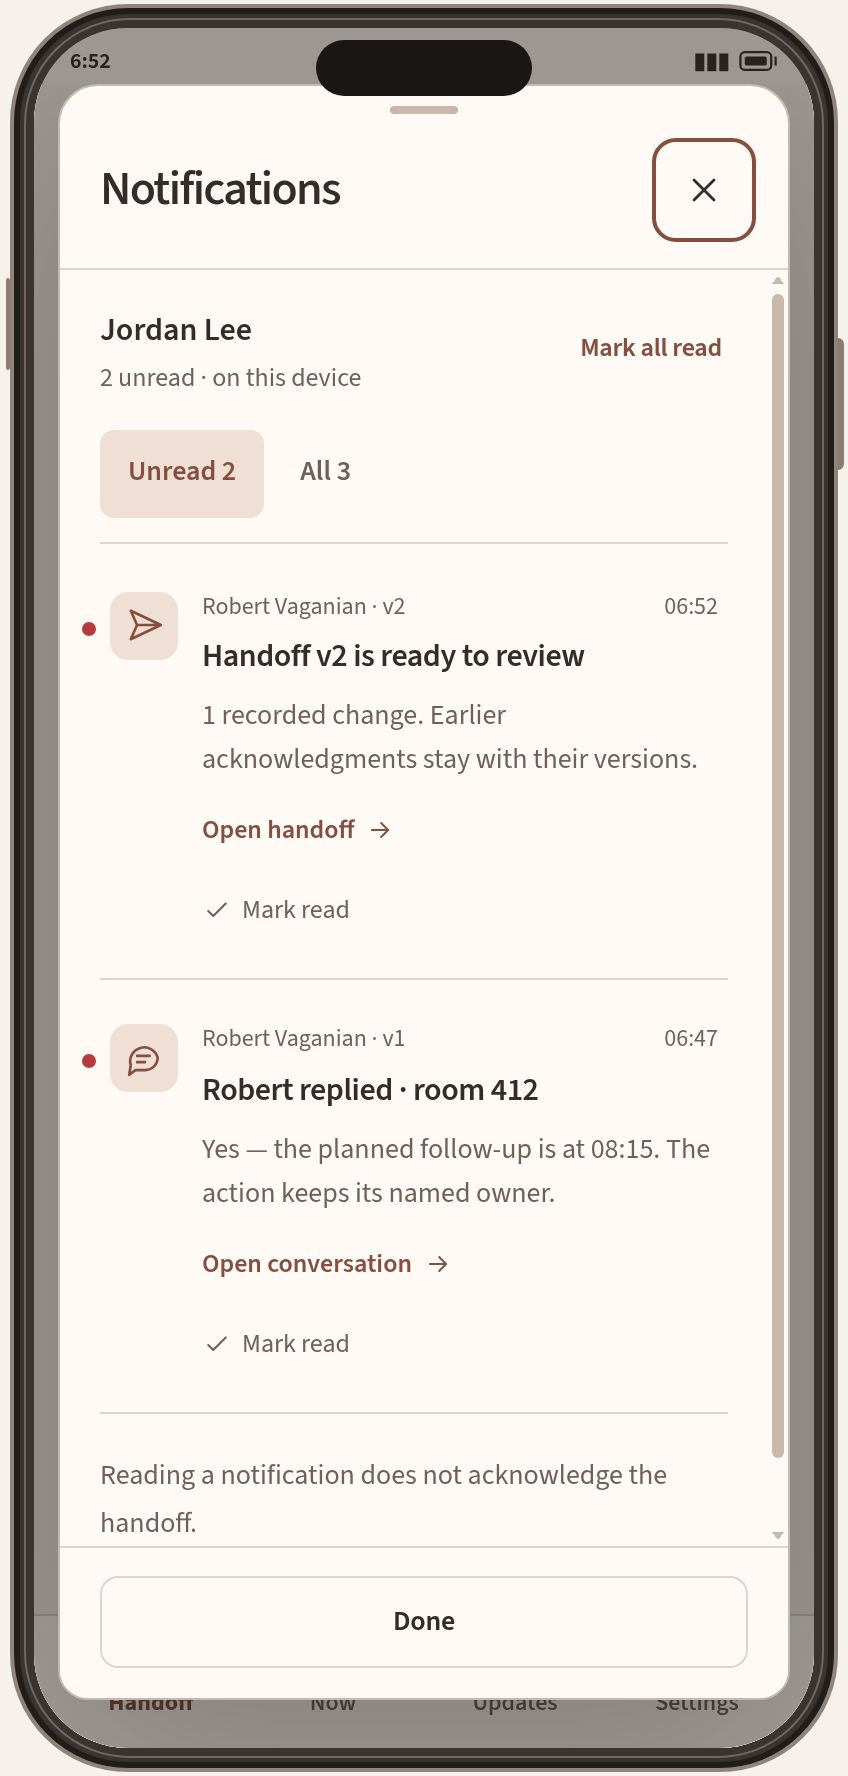 6:52
Notifications
Jordan Lee
Mark all read
2 unread · on this device
Unread 2
All 3
Robert Vaganian · v2
06:52
Handoff v2 is ready to review
1 recorded change. Earlier
acknowledgments stay with their versions.
Open handoff →
Mark read
Robert Vaganian · v1
06:47
Robert replied · room 412
Yes — the planned follow-up is at 08:15. The
action keeps its named owner.
Open conversation →
Mark read
Reading a notification does not acknowledge the
handoff.
Done
Handoff
Now
Updates
Settings